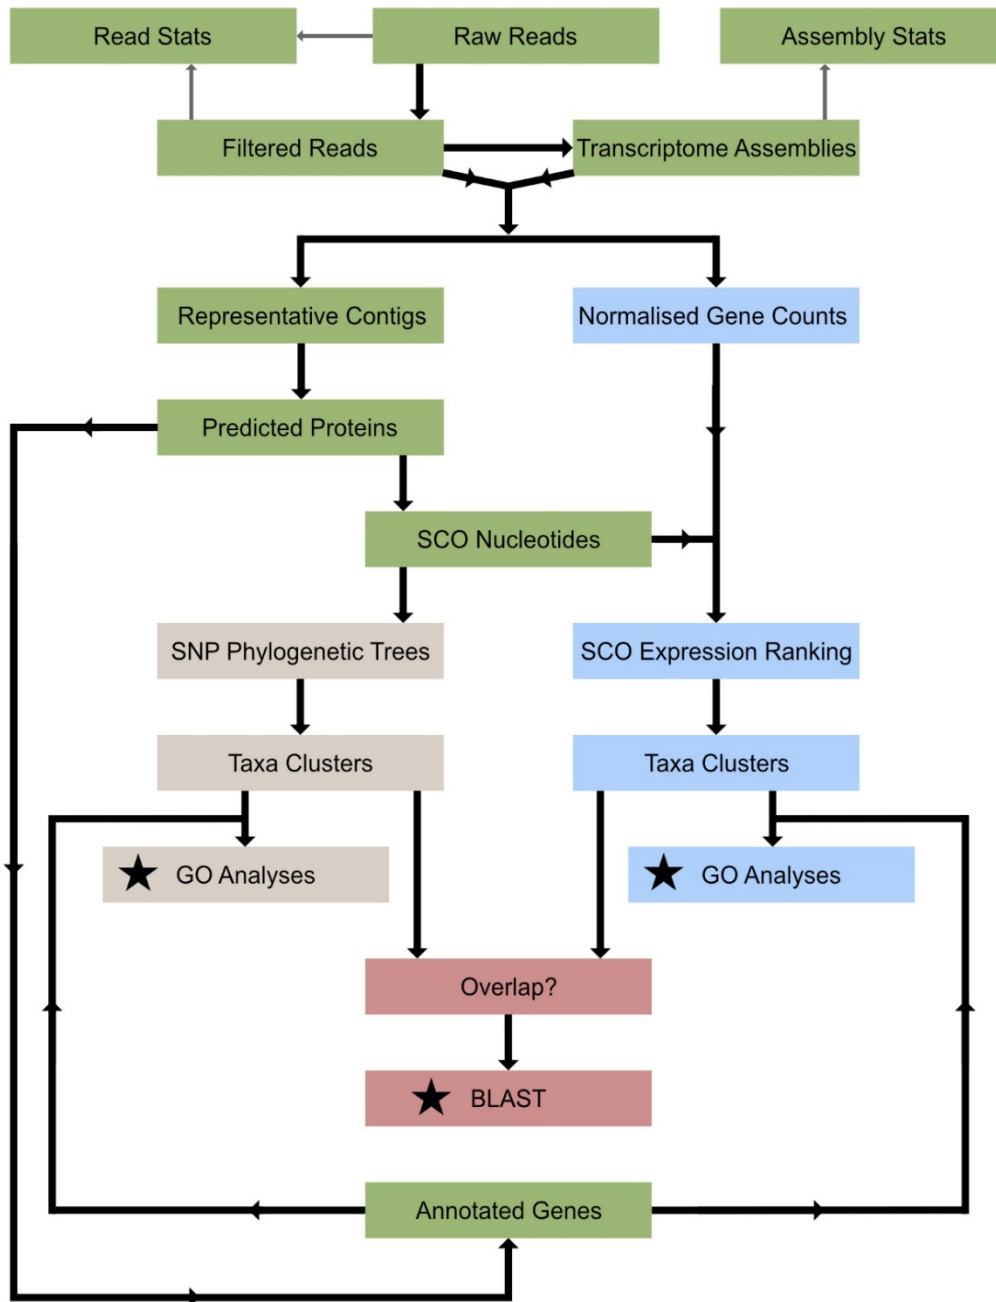 Read Stats
Raw Reads
Assembly Stats
Filtered Reads
Transcriptome Assemblies
Representative Contigs
Normalised Gene Counts
Predicted Proteins
SCO Nucleotides
SNP Phylogenetic Trees
SCO Expression Ranking
Taxa Clusters
Taxa Clusters
GO Analyses
GO Analyses
Overlap?
BLAST
Annotated Genes